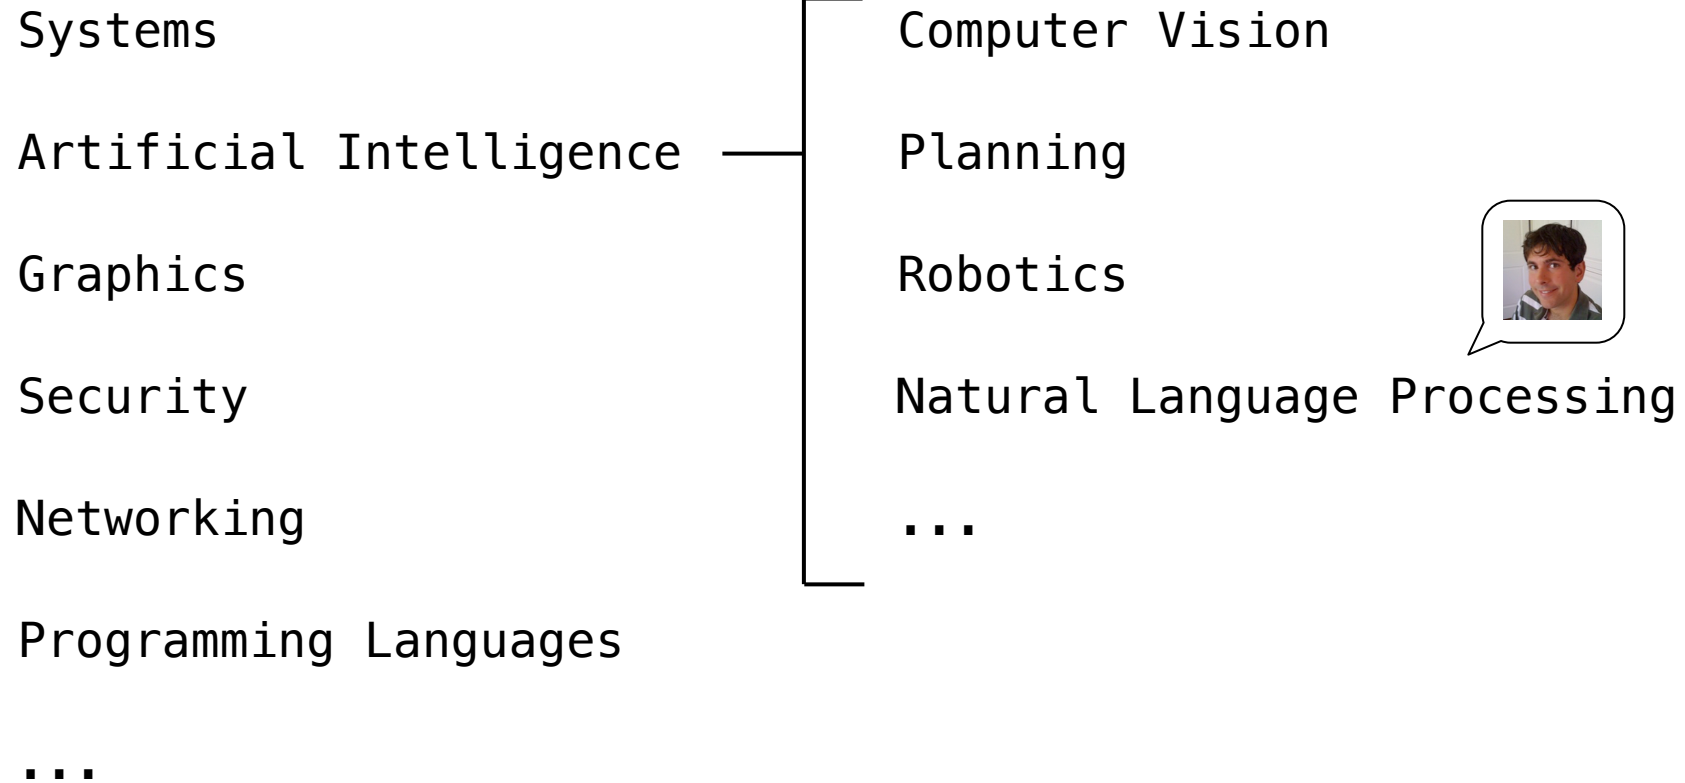 Systems
Artificial Intelligence
Graphics
Security
Networking
Programming Languages
...
Computer Vision
Planning
Robotics
Natural Language Processing
...